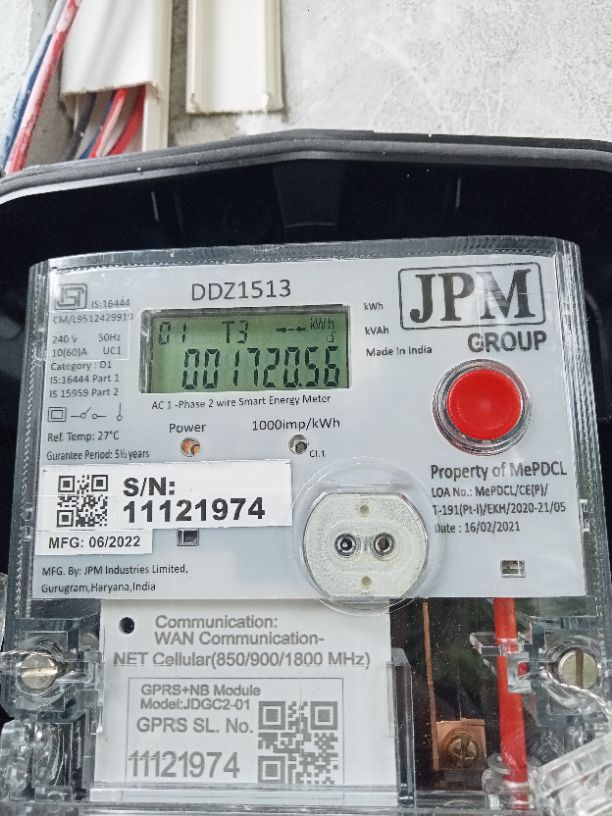 DDZ1513
IS:16444
CM/L9512429919
240 V 50Hz
10(60)A UC1
Category : D1
IS:16444 Part 1
IS 15959 Part 2
Ref. Temp: 27°C
Gurantee Period: 5½ years
01 T3 kWh
001720.56
kWh
kVAh
Made In India
JPM
GROUP
AC 1 -Phase 2 wire Smart Energy Meter
Power 1000imp/kWh
Cl.1
S/N:
11121974
MFG: 06/2022
MFG. By: JPM Industries Limited,
Gurugram,Haryana,India
Property of MePDCL
LOA No.: MePDCL/CE(P)/
T-191(Pt-I)/EKH/2020-21/05
Date : 16/02/2021
Communication:
WAN Communication-
NET Cellular(850/900/1800 MHz)
GPRS+NB Module
Model:JDGC2-01
GPRS SL. No.
11121974